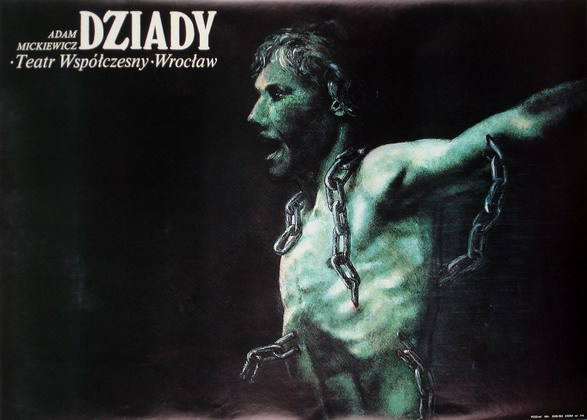 ADAM
MICKIEWICZ DZIADY
·Teatr Współczesny·Wrocław